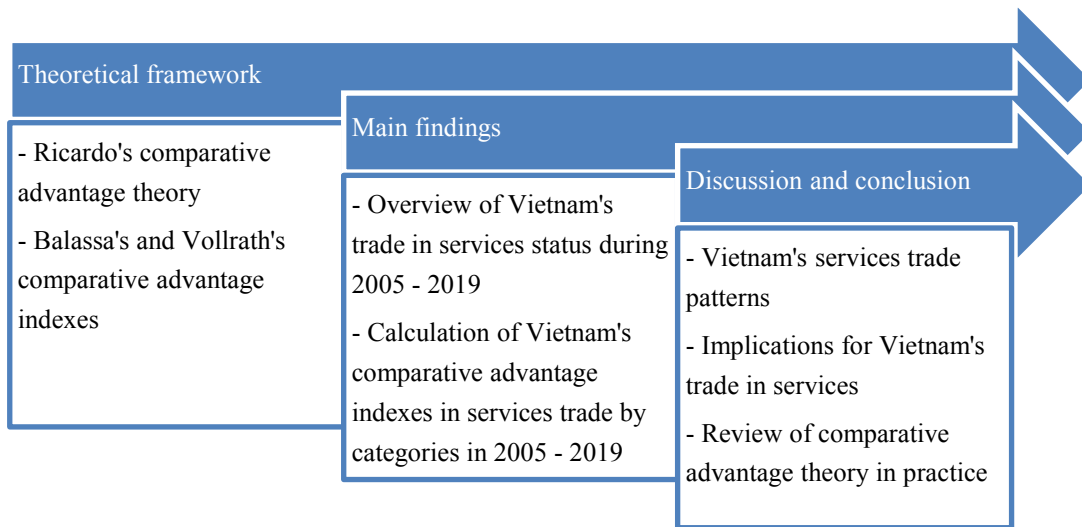 Theoretical framework
- Ricardo's comparative
advantage theory
- Balassa's and Vollrath's
comparative advantage
indexes
Main findings
- Overview of Vietnam's
trade in services status during
2005 - 2019
- Calculation of Vietnam's
comparative advantage
indexes in services trade by
categories in 2005 - 2019
Discussion and conclusion
- Vietnam's services trade
patterns
- Implications for Vietnam's
trade in services
- Review of comparative
advantage theory in practice